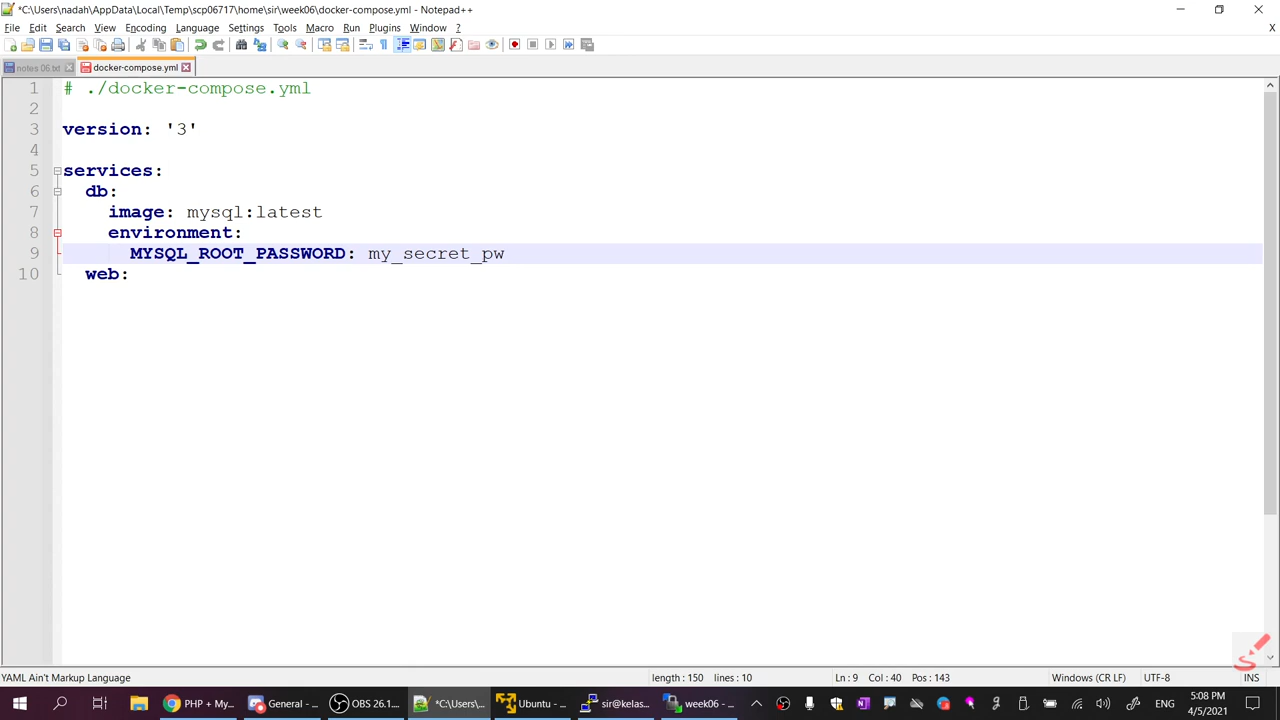 *C:\Users\nadah\AppData\Local\Temp\scp06717\home\sir\week06\docker-compose.yml - Notepad++
File Edit Search View Encoding Language Settings Tools Macro Run Plugins Window ? X
notes 06.txt docker-compose.yml
1 # ./docker-compose.yml
2
3 version: '3'
4
5 services:
6 db:
7 image: mysql:latest
8 environment:
9 MYSQL_ROOT_PASSWORD: my_secret_pw
10 web:
YAML Ain't Markup Language length : 150 lines : 10 Ln : 9 Col : 40 Pos : 143 Windows (CR LF) UTF-8 INS
PHP + My... General - ... OBS 26.1.... *C:\Users\... Ubuntu - ... sir@kelas... week06 - ... ENG 5:08 PM
4/5/2021